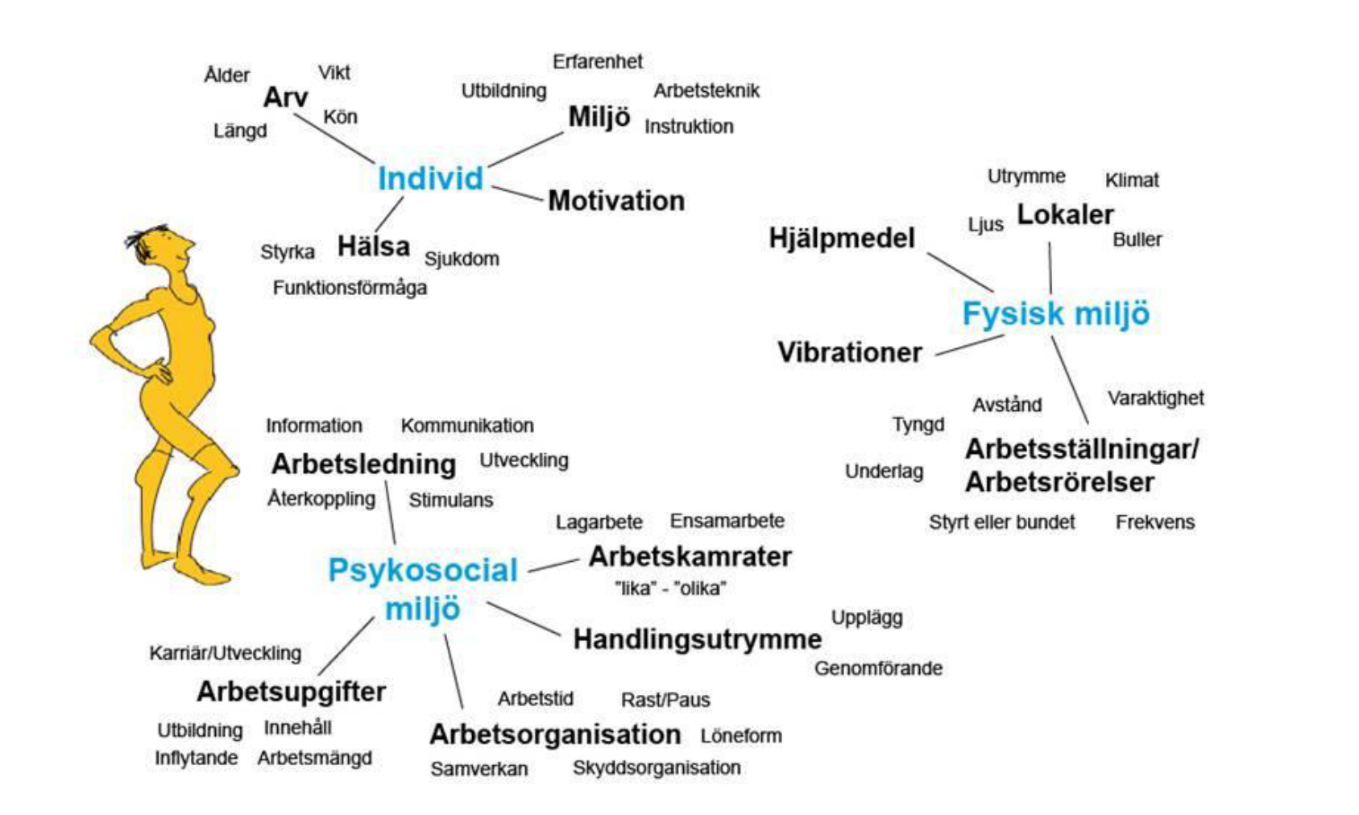 Ålder
Vikt
Arv
Kön
Längd
Erfarenhet
Utbildning
Arbetsteknik
Miljö
Instruktion
Individ
Motivation
Styrka
Hälsa
Sjukdom
Funktionsförmåga
Utrymme
Klimat
Ljus
Lokaler
Buller
Hjälpmedel
Fysisk miljö
Vibrationer
Avstånd
Varaktighet
Tyngd
Arbetsställningar/
Arbetsrörelser
Underlag
Styrt eller bundet
Frekvens
Information
Kommunikation
Arbetsledning
Utveckling
Återkoppling
Stimulans
Psykosocial
miljö
Lagarbete
Ensamarbete
Arbetskamrater
"lika" - "olika"
Handlingsutrymme
Upplägg
Genomförande
Karriär/Utveckling
Arbetsupgifter
Utbildning
Innehåll
Inflytande
Arbetsmängd
Arbetstid
Rast/Paus
Arbetsorganisation
Löneform
Samverkan
Skyddsorganisation